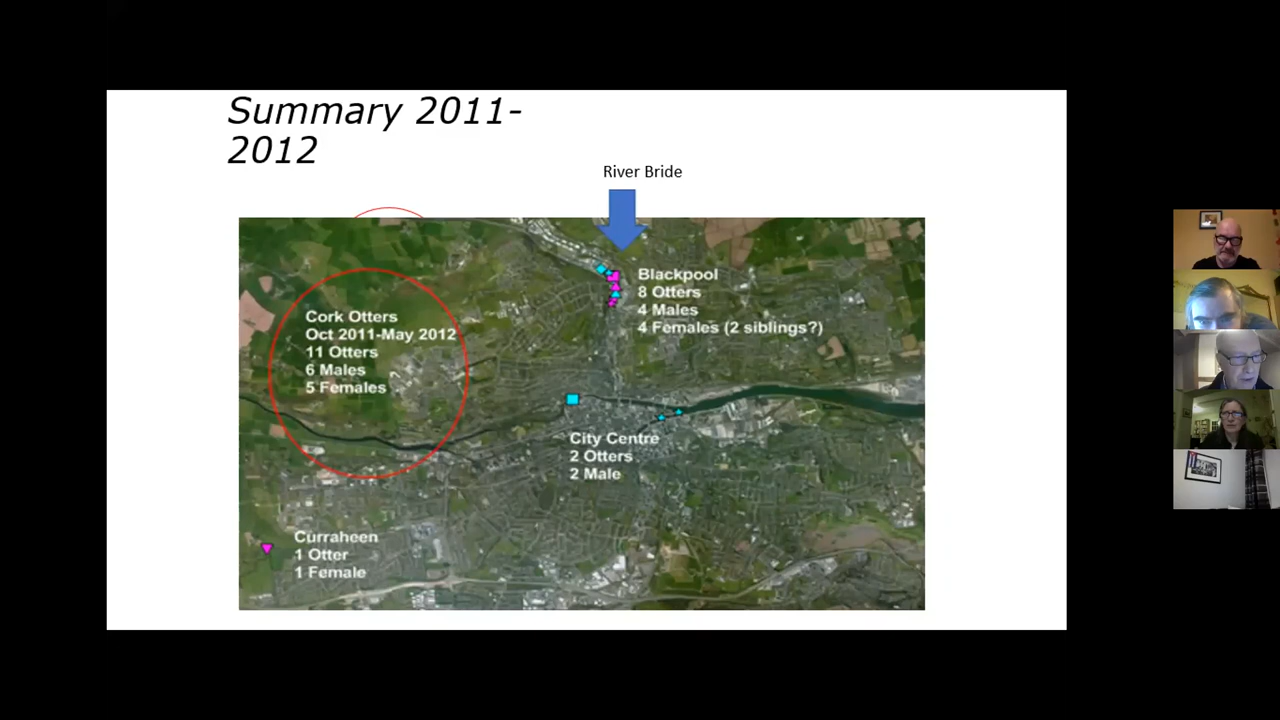 Summary 2011-
2012
River Bride
Blackpool
8 Otters
4 Males
4 Females (2 siblings?)
Cork Otters
Oct 2011-May 2012
11 Otters
6 Males
5 Females
City Centre
2 Otters
2 Male
Curraheen
1 Otter
1 Female